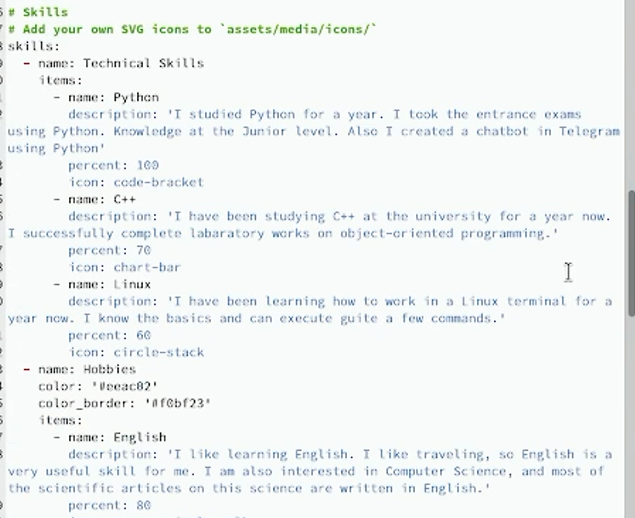 # Skills
# Add your own SVG icons to `assets/media/icons/`
skills:
  - name: Technical Skills
    items:
      - name: Python
        description: 'I studied Python for a year. I took the entrance exams
using Python. Knowledge at the Junior level. Also I created a chatbot in Telegram
using Python'
        percent: 100
        icon: code-bracket
      - name: C++
        description: 'I have been studying C++ at the university for a year now.
I successfully complete labaratory works on object-oriented programming.'
        percent: 70
        icon: chart-bar
      - name: Linux
        description: 'I have been learning how to work in a Linux terminal for a
year now. I know the basics and can execute guite a few commands.'
        percent: 60
        icon: circle-stack
  - name: Hobbies
    color: '#eeac02'
    color_border: '#f0bf23'
    items:
      - name: English
        description: 'I like learning English. I like traveling, so English is a
very useful skill for me. I am also interested in Computer Science, and most of
the scientific articles on this science are written in English.'
        percent: 80